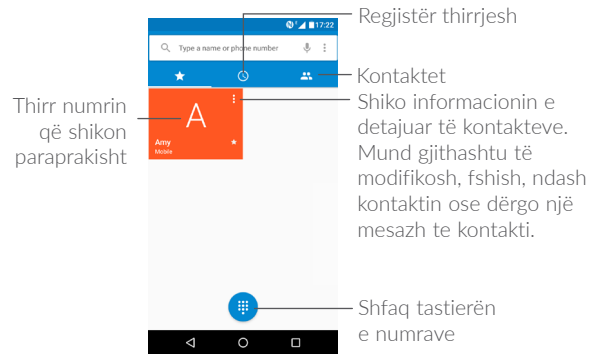 Regjistër thirrjesh
17:22
Type a name or phone number
Kontaktet
Thirr numrin
që shikon
paraprakisht
A
Amy
Mobile
Shiko informacionin e
detajuar të kontakteve.
Mund gjithashtu të
modifikosh, fshish, ndash
kontaktin ose dërgo një
mesazh te kontakti.
Shfaq tastierën
e numrave